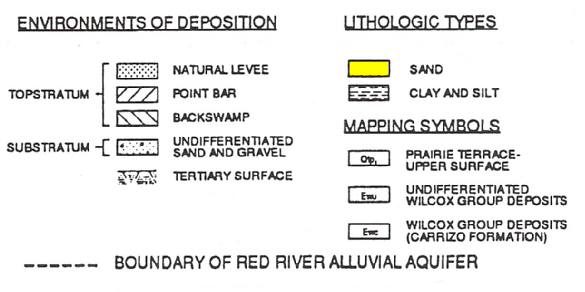 ENVIRONMENTS OF DEPOSITION
TOPSTRATUM
NATURAL LEVEE
POINT BAR
BACKSWAMP
SUBSTRATUM
UNDIFFERENTIATED
SAND AND GRAVEL
TERTIARY SURFACE
LITHOLOGIC TYPES
SAND
CLAY AND SILT
MAPPING SYMBOLS
PRAIRIE TERRACE-
UPPER SURFACE
Ewu
UNDIFFERENTIATED
WILCOX GROUP DEPOSITS
Ewc
WILCOX GROUP DEPOSITS
(CARRIZO FORMATION)
BOUNDARY OF RED RIVER ALLUVIAL AQUIFER